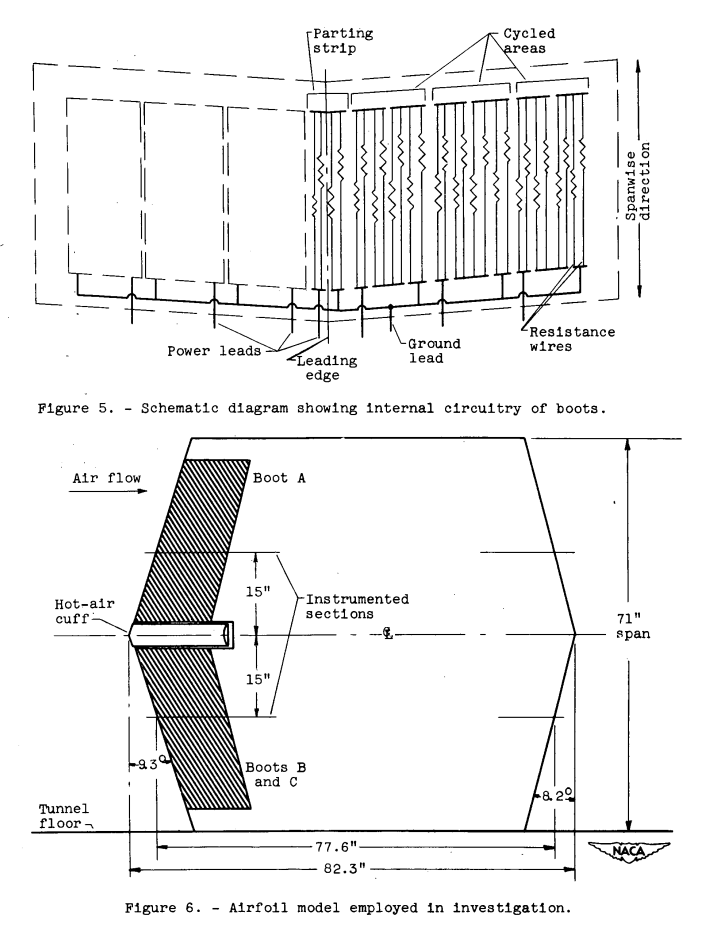 Parting
strip
Cycled
areas
Spanwise
direction
Power leads
Leading
edge
Ground
lead
Resistance
wires
Figure 5. - Schematic diagram showing internal circuitry of boots.
Air flow
Boot A
Hot-air
cuff
15"
Instrumented
sections
℄
71"
span
15"
9.3°
Boots B
and C
8.2°
Tunnel
floor
77.6"
82.3"
NACA
Figure 6. - Airfoil model employed in investigation.